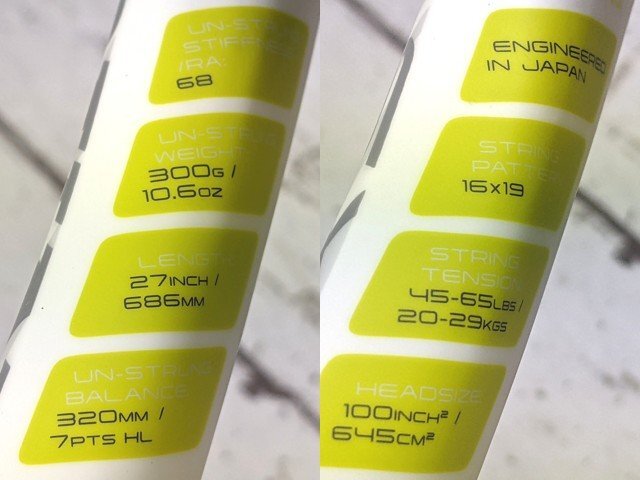 UN-STRUNG
STIFFNESS
/RA:
68
UN-STRUNG
WEIGHT:
300G /
10.6OZ
LENGTH:
27INCH /
686MM
UN-STRUNG
BALANCE
320MM /
7PTS HL
ENGINEERED
IN JAPAN
STRING
PATTERN
16x19
STRING
TENSION
45-65LBS /
20-29KGS
HEADSIZE
100INCH² /
645CM²